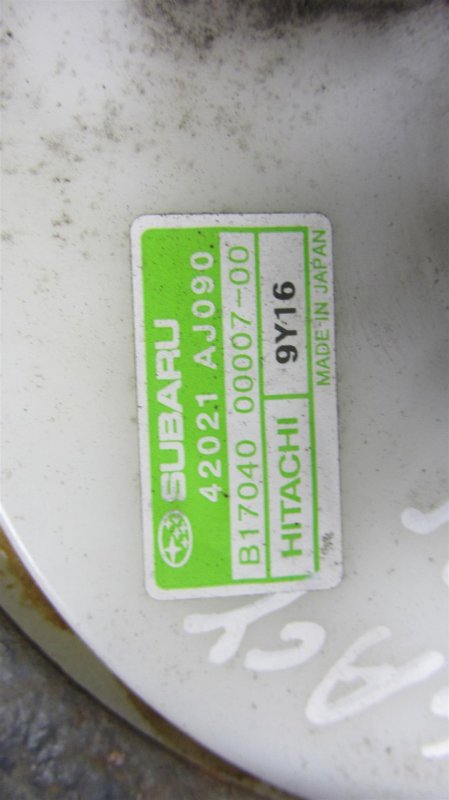 SUBARU
42021 AJ090
B17040 00007-00
HITACHI 9Y16
MADE IN JAPAN